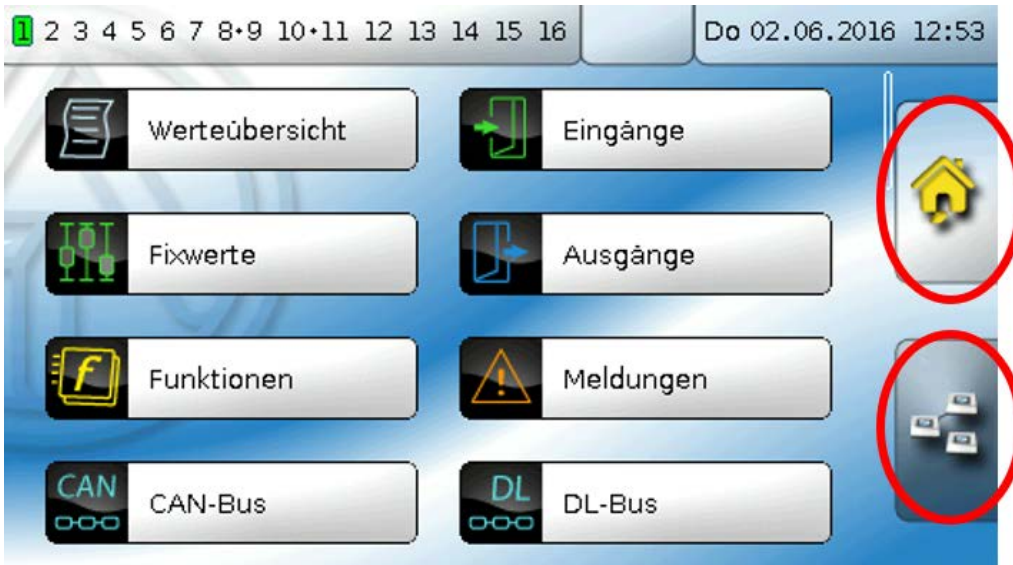 1 2 3 4 5 6 7 8•9 10•11 12 13 14 15 16 Do 02.06.2016 12:53
Werteübersicht Eingänge
Fixwerte Ausgänge
f Funktionen Meldungen
CAN CAN-Bus DL DL-Bus